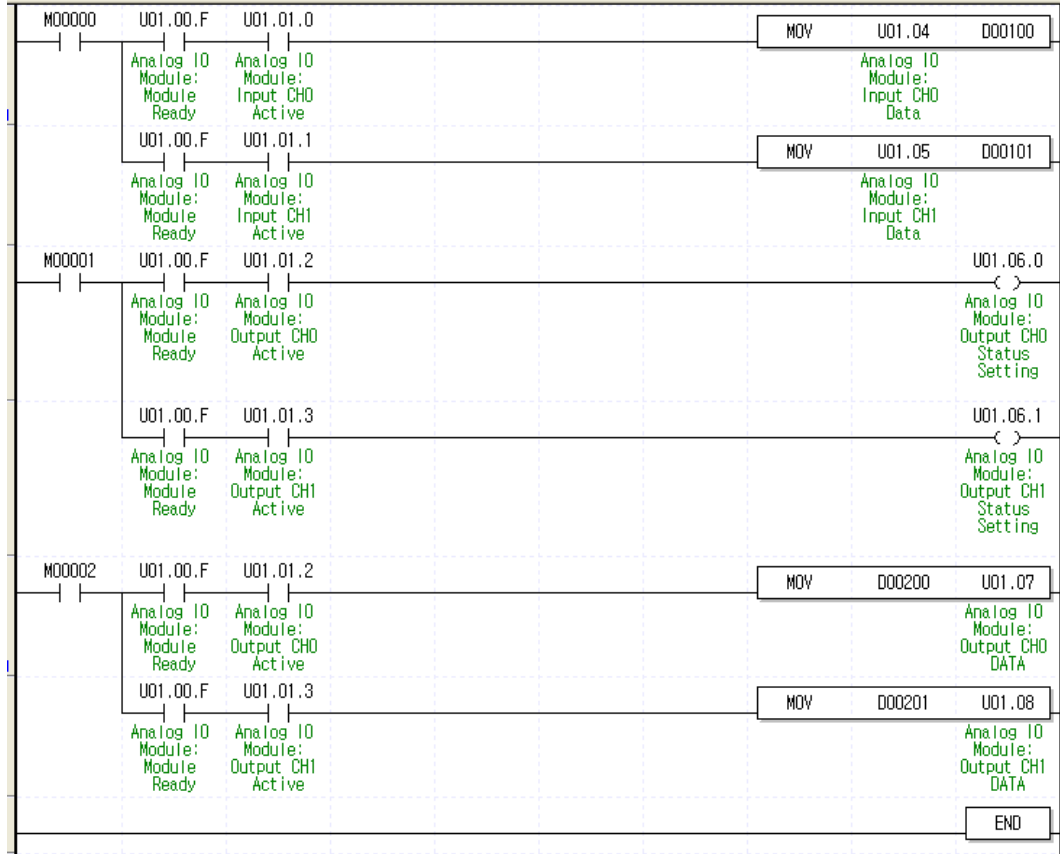 M00000 U01.00.F U01.01.0
MOV U01.04 D00100
Analog IO Analog IO Analog IO
Module: Module: Module:
Module Input CH0 Input CH0
Ready Active Data
U01.00.F U01.01.1
MOV U01.05 D00101
Analog IO Analog IO Analog IO
Module: Module: Module:
Module Input CH1 Input CH1
Ready Active Data
M00001 U01.00.F U01.01.2 U01.06.0
Analog IO Analog IO Analog IO
Module: Module: Module:
Module Output CH0 Output CH0
Ready Active Status
Setting
U01.00.F U01.01.3 U01.06.1
Analog IO Analog IO Analog IO
Module: Module: Module:
Module Output CH1 Output CH1
Ready Active Status
Setting
M00002 U01.00.F U01.01.2
MOV D00200 U01.07
Analog IO Analog IO Analog IO
Module: Module: Module:
Module Output CH0 Output CH0
Ready Active DATA
U01.00.F U01.01.3
MOV D00201 U01.08
Analog IO Analog IO Analog IO
Module: Module: Module:
Module Output CH1 Output CH1
Ready Active DATA
END